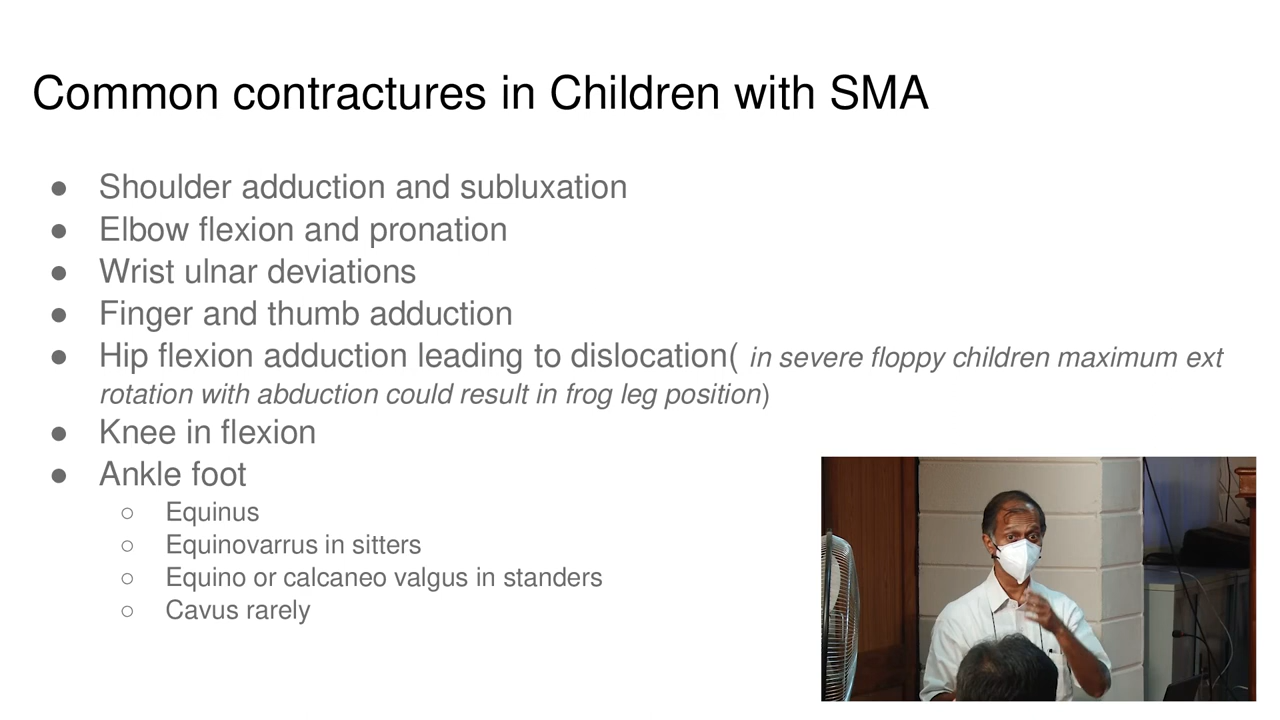 Common contractures in Children with SMA
● Shoulder adduction and subluxation
● Elbow flexion and pronation
● Wrist ulnar deviations
● Finger and thumb adduction
● Hip flexion adduction leading to dislocation( in severe floppy children maximum ext
rotation with abduction could result in frog leg position)
● Knee in flexion
● Ankle foot
○ Equinus
○ Equinovarrus in sitters
○ Equino or calcaneo valgus in standers
○ Cavus rarely